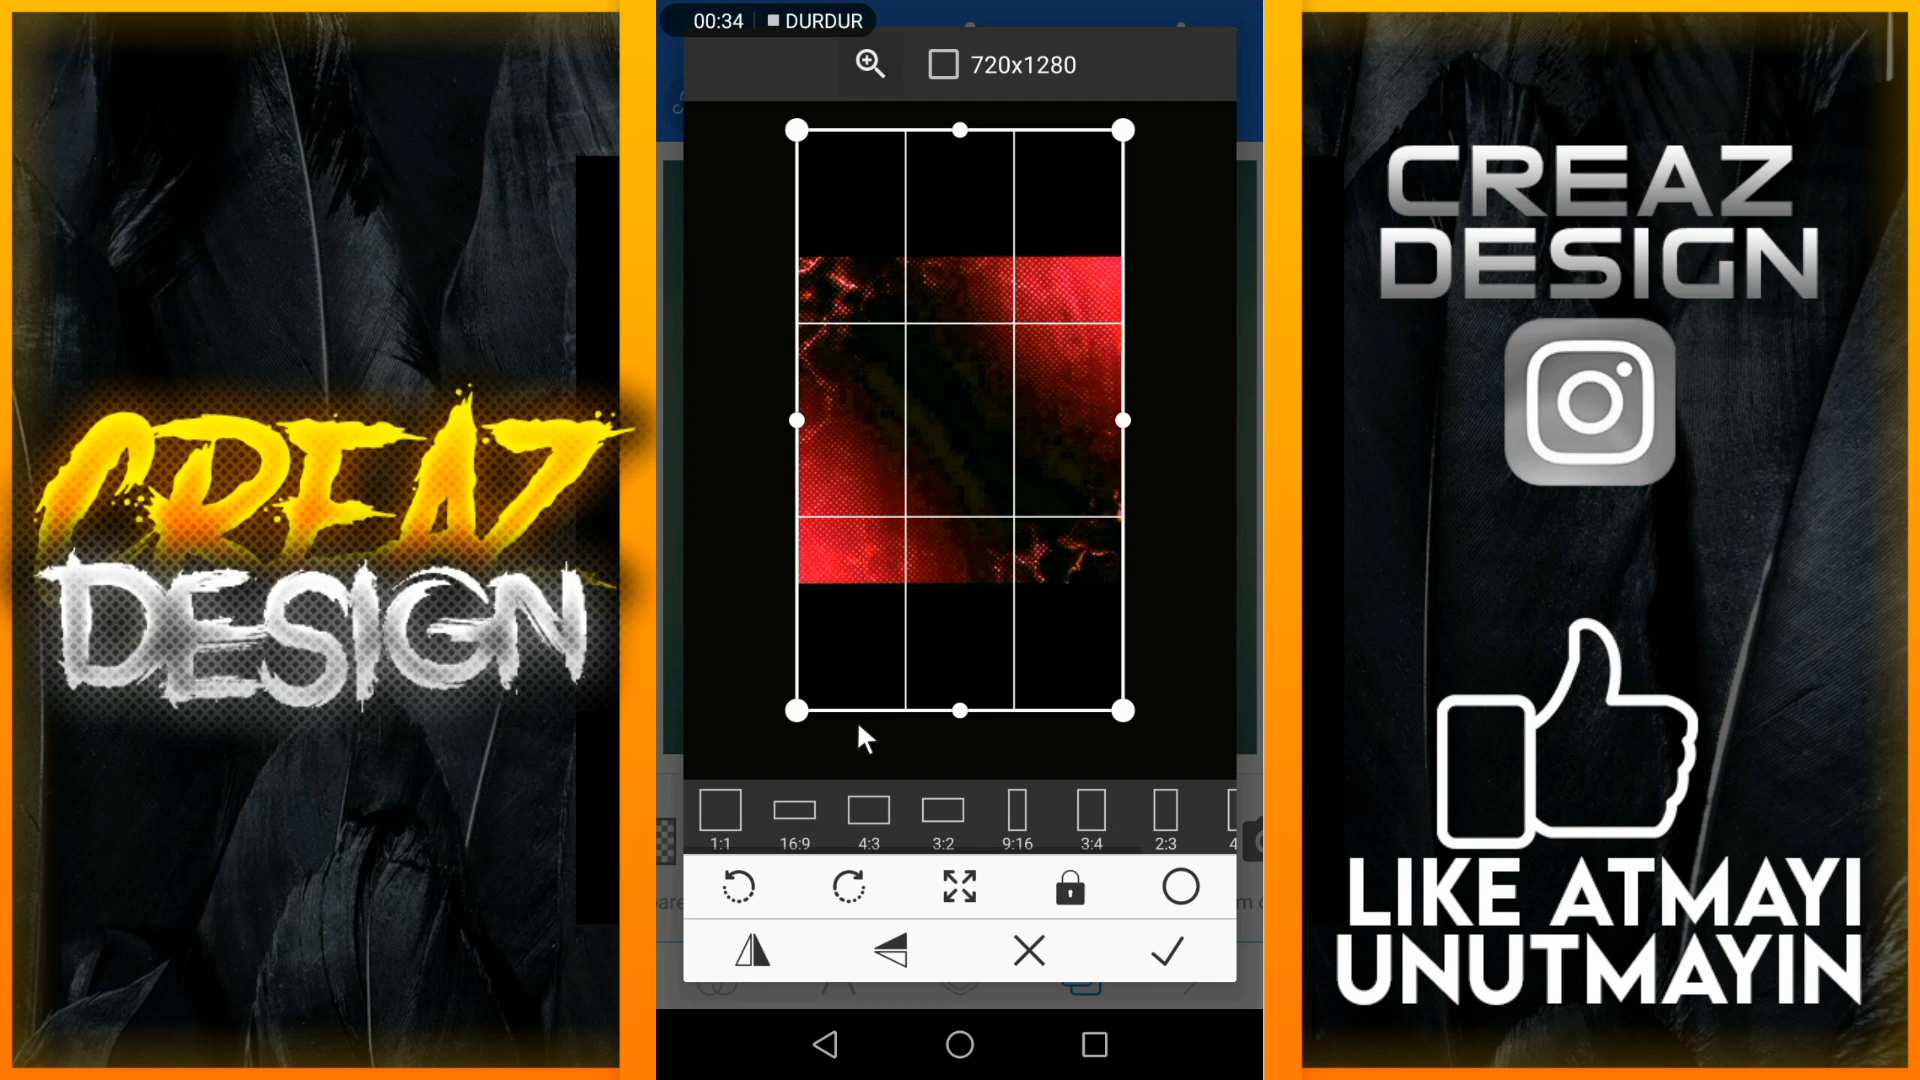 00:34
DURDUR
720x1280
CREAZ
DESIGN
1:1
16:9
4:3
3:2
9:16
3:4
2:3
CREAZ
DESIGN
LIKE ATMAYI
UNUTMAYIN